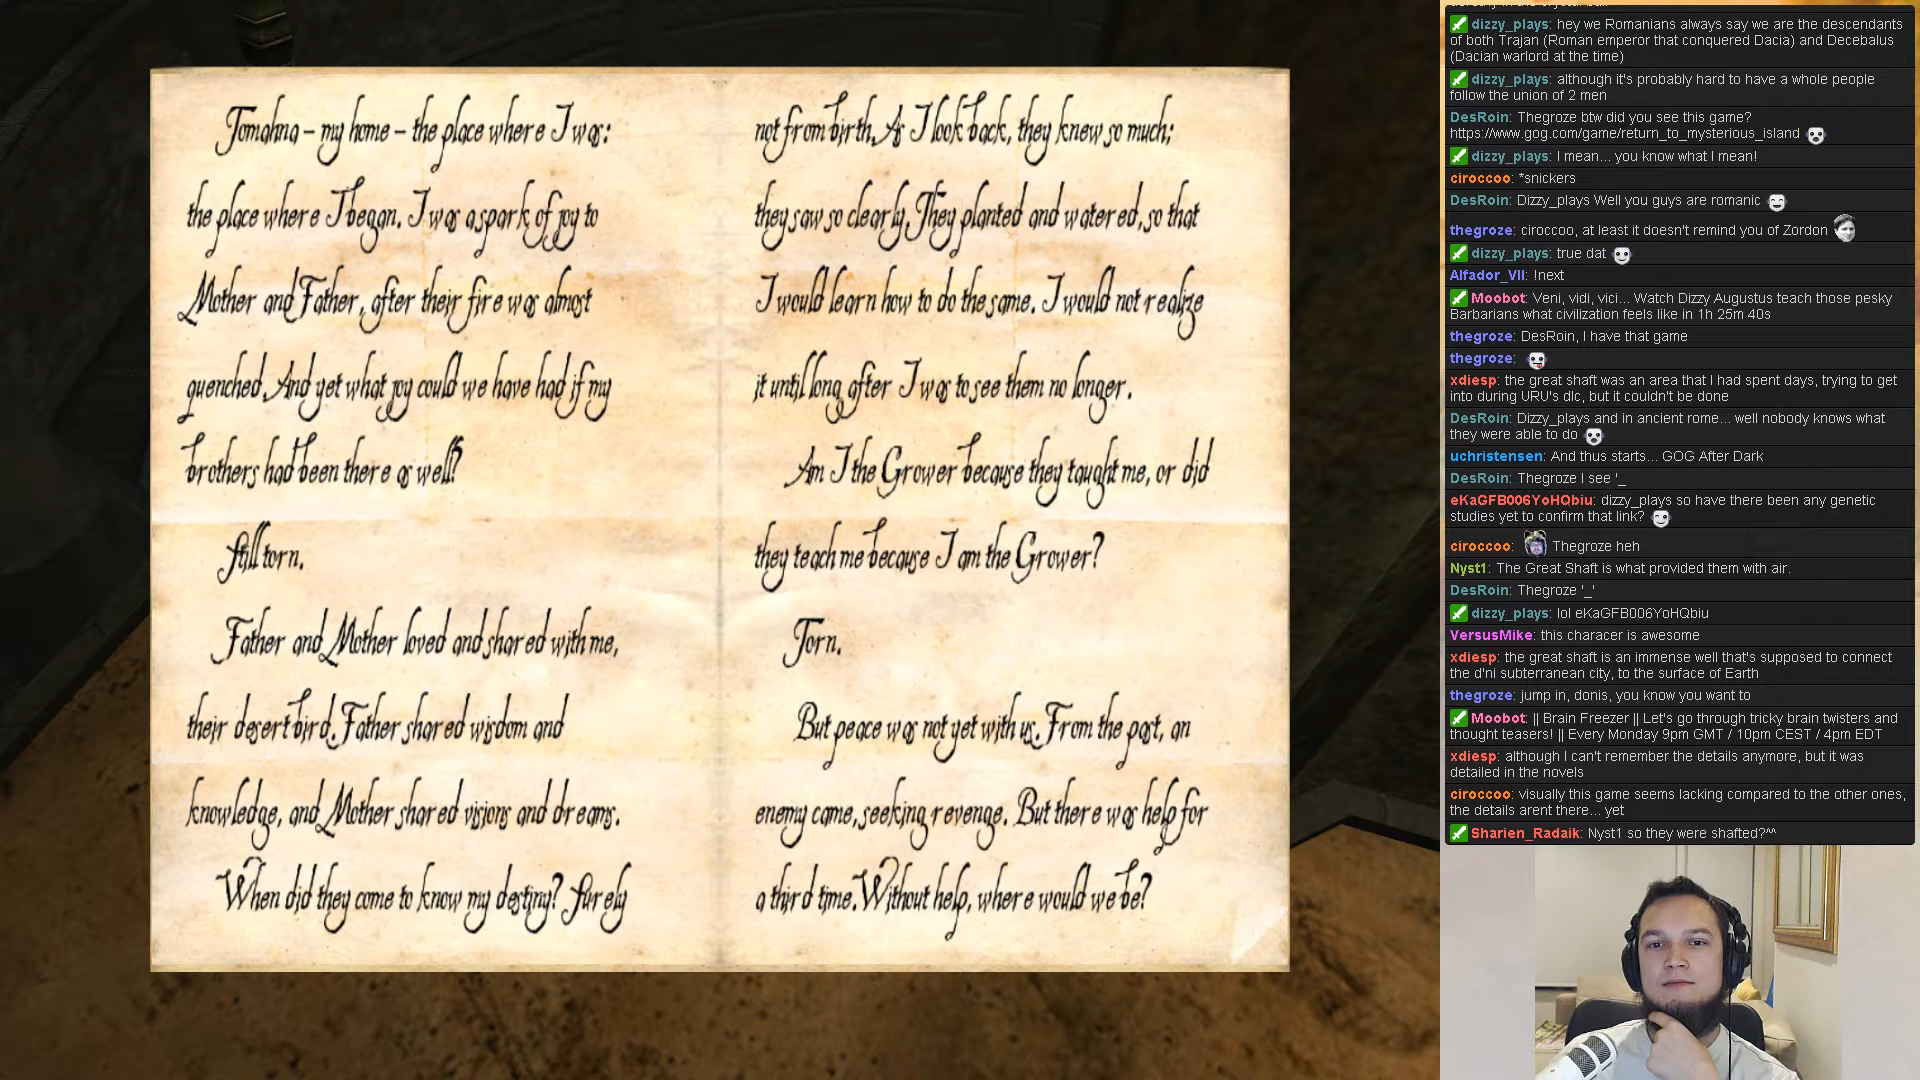 Tomahna – my home – the place where I was:
the place where I began. I was a spark of joy to
Mother and Father, after their fire was almost
quenched. And yet what joy could we have had if my
brothers had been there as well?
Still torn.
Father and Mother loved and shared with me,
their desert bird. Father shared wisdom and
knowledge, and Mother shared visions and dreams.
When did they come to know my destiny? Surely
not from birth. As I look back, they knew so much;
they saw so clearly. They planted and watered, so that
I would learn how to do the same. I would not realize
it until long after I was to see them no longer.
Am I the Grower because they taught me, or did
they teach me because I am the Grower?
Torn.
But peace was not yet with us. From the past, an
enemy came, seeking revenge. But there was help for
a third time. Without help, where would we be?
dizzy_plays: hey we Romanians always say we are the descendants
of both Trajan (Roman emperor that conquered Dacia) and Decebalus
(Dacian warlord at the time)
dizzy_plays: although it's probably hard to have a whole people
follow the union of 2 men
DesRoin: Thegroze btw did you see this game?
https://www.gog.com/game/return_to_mysterious_island
dizzy_plays: I mean... you know what I mean!
ciroccoo: *snickers
DesRoin: Dizzy_plays Well you guys are romanic
thegroze: ciroccoo, at least it doesn't remind you of Zordon
dizzy_plays: true dat
Alfador_VII: !next
Moobot: Veni, vidi, vici... Watch Dizzy Augustus teach those pesky
Barbarians what civilization feels like in 1h 25m 40s
thegroze: DesRoin, I have that game
thegroze:
xdiesp: the great shaft was an area that I had spent days, trying to get
into during URU's dlc, but it couldn't be done
DesRoin: Dizzy_plays and in ancient rome... well nobody knows what
they were able to do
uchristensen: And thus starts... GOG After Dark
DesRoin: Thegroze I see '_
eKaGFB006YoHQbiu: dizzy_plays so have there been any genetic
studies yet to confirm that link?
ciroccoo: Thegroze heh
Nyst1: The Great Shaft is what provided them with air.
DesRoin: Thegroze '_'
dizzy_plays: lol eKaGFB006YoHQbiu
VersusMike: this characer is awesome
xdiesp: the great shaft is an immense well that's supposed to connect
the d'ni subterranean city, to the surface of Earth
thegroze: jump in, donis, you know you want to
Moobot: || Brain Freezer || Let's go through tricky brain twisters and
thought teasers! || Every Monday 9pm GMT / 10pm CEST / 4pm EDT
xdiesp: although I can't remember the details anymore, but it was
detailed in the novels
ciroccoo: visually this game seems lacking compared to the other ones,
the details arent there... yet
Sharien_Radaik: Nyst1 so they were shafted?^^